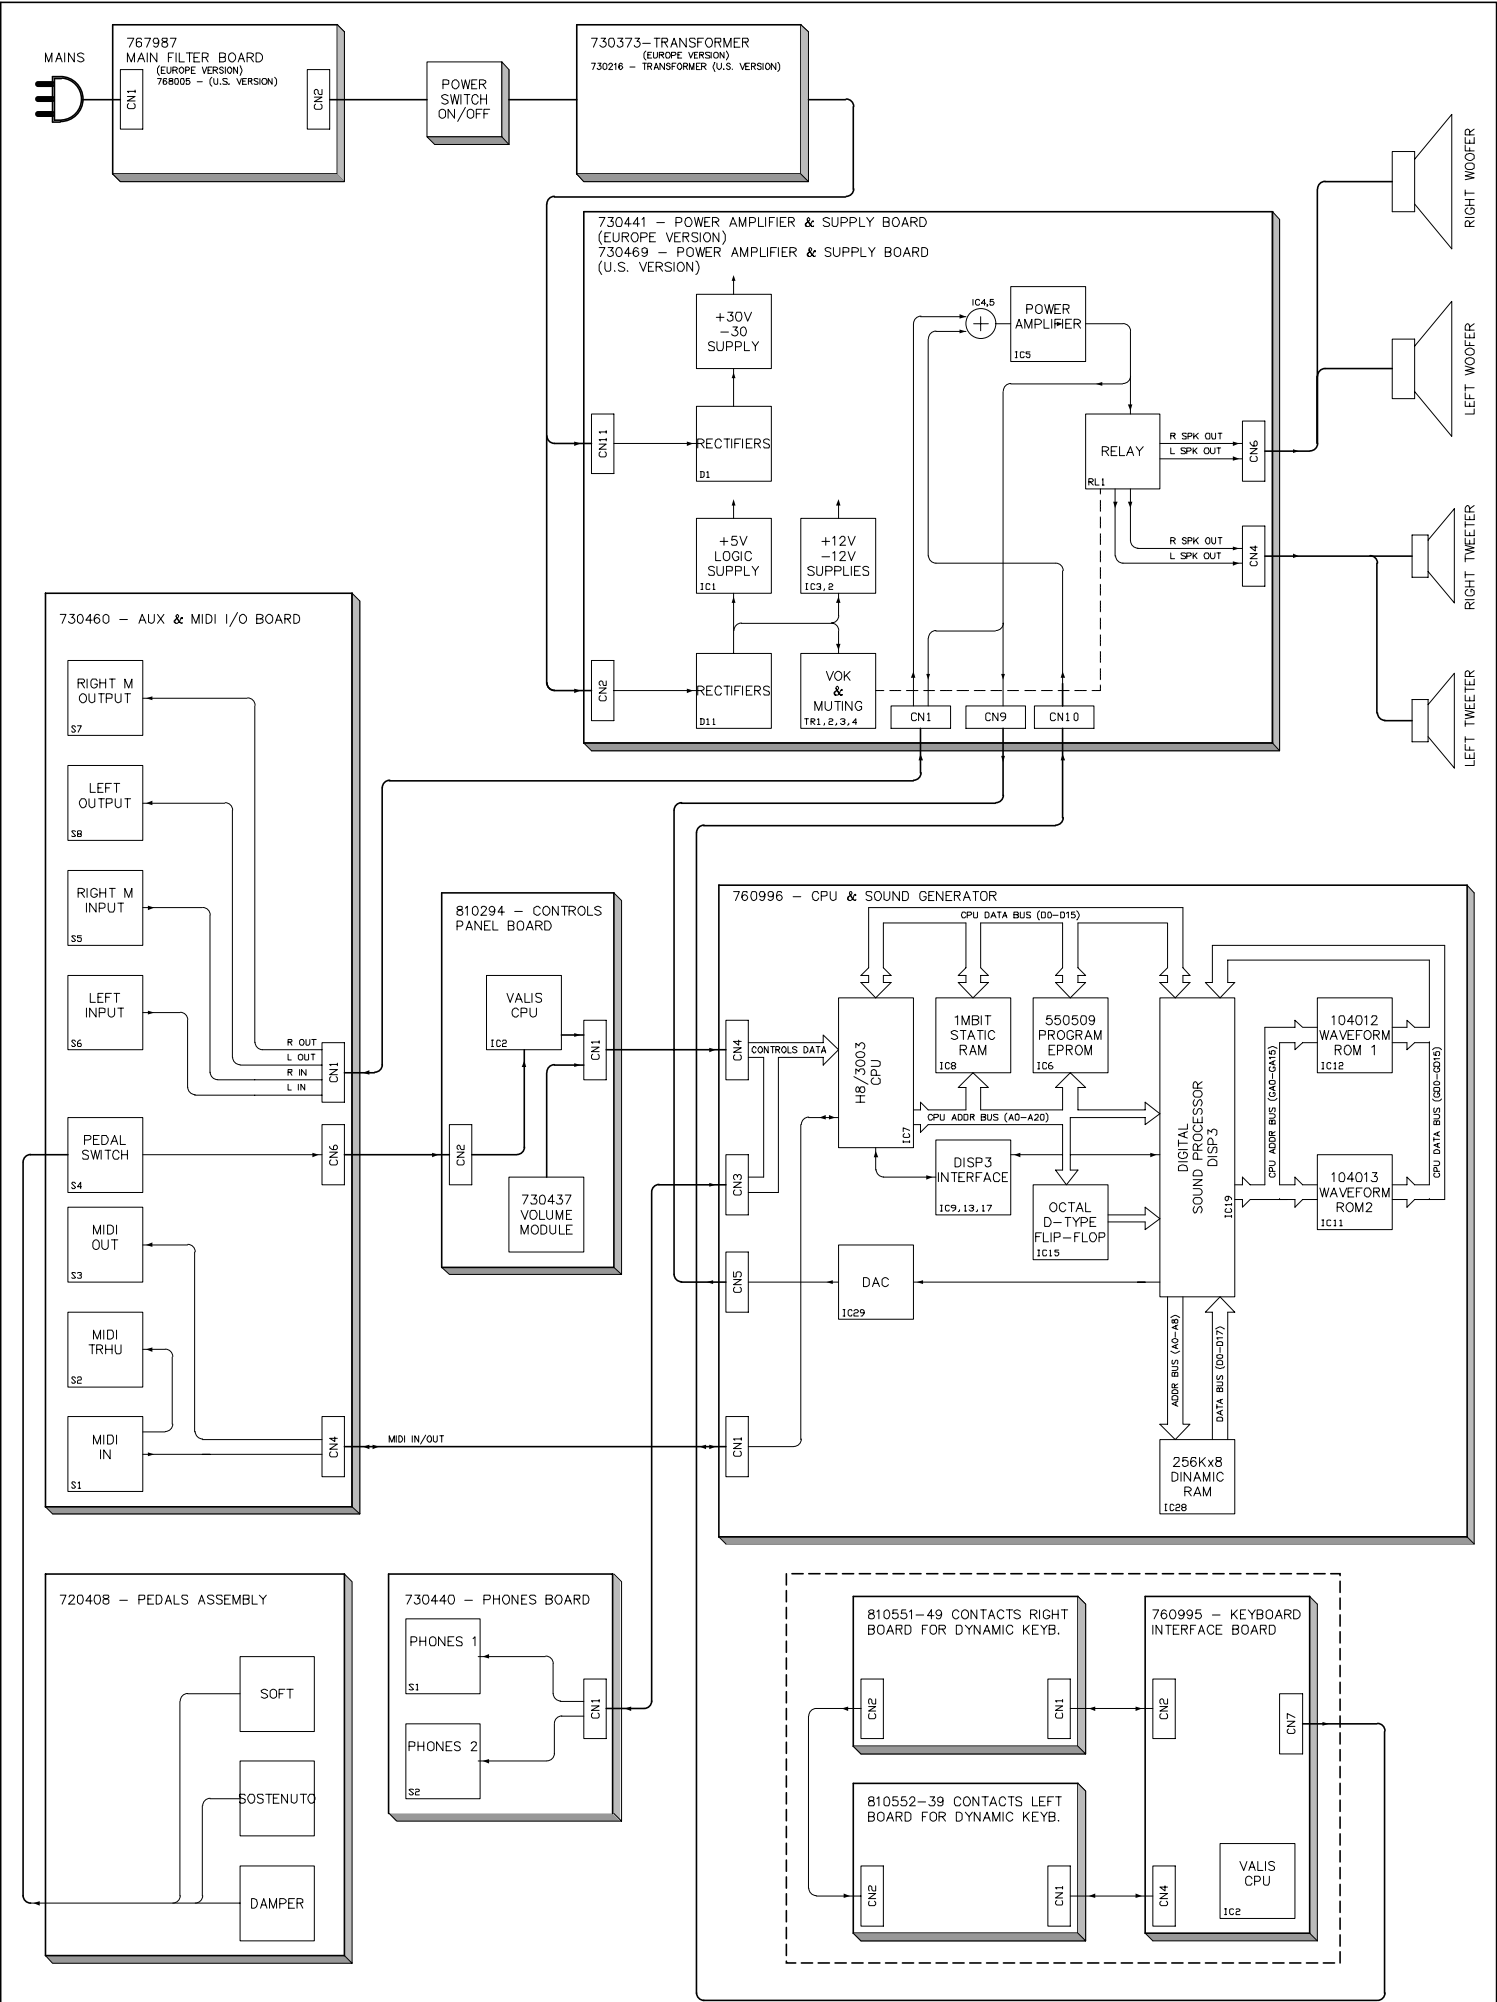 MAINS
767987
MAIN FILTER BOARD
(EUROPE VERSION)
768005 - (U.S. VERSION)
CN1
CN2
POWER
SWITCH
ON/OFF
730373-TRANSFORMER
(EUROPE VERSION)
730216 - TRANSFORMER (U.S. VERSION)
730441 - POWER AMPLIFIER & SUPPLY BOARD
(EUROPE VERSION)
730469 - POWER AMPLIFIER & SUPPLY BOARD
(U.S. VERSION)
+30V
-30
SUPPLY
IC4,5
POWER
AMPLIFIER
IC5
CN11
RECTIFIERS
D1
RELAY
RL1
R SPK OUT
L SPK OUT
CN6
+5V
LOGIC
SUPPLY
IC1
+12V
-12V
SUPPLIES
IC3,2
R SPK OUT
L SPK OUT
CN4
CN2
RECTIFIERS
D11
VOK
&
MUTING
TR1,2,3,4
CN1
CN9
CN10
RIGHT WOOFER
LEFT WOOFER
RIGHT TWEETER
LEFT TWEETER
730460 - AUX & MIDI I/O BOARD
RIGHT M
OUTPUT
S7
LEFT
OUTPUT
S8
RIGHT M
INPUT
S5
LEFT
INPUT
S6
R OUT
L OUT
R IN
L IN
CN1
PEDAL
SWITCH
S4
CN6
MIDI
OUT
S3
MIDI
TRHU
S2
MIDI
IN
S1
CN4
MIDI IN/OUT
810294 - CONTROLS
PANEL BOARD
VALIS
CPU
IC2
CN1
CN2
730437
VOLUME
MODULE
760996 - CPU & SOUND GENERATOR
CPU DATA BUS (D0-D15)
CN4
CONTROLS DATA
H8/3003
CPU
IC7
1MBIT
STATIC
RAM
IC8
550509
PROGRAM
EPROM
IC6
CPU ADDR BUS (A0-A20)
CN3
DISP3
INTERFACE
IC9,13,17
OCTAL
D-TYPE
FLIP-FLOP
IC15
DIGITAL
SOUND PROCESSOR
DISP3
IC19
CPU ADDR BUS (GA0-GA15)
104012
WAVEFORM
ROM 1
IC12
104013
WAVEFORM
ROM2
IC11
CPU DATA BUS (GD0-GD15)
CN5
DAC
IC29
ADDR BUS (A0-A8)
DATA BUS (D0-D17)
CN1
256Kx8
DINAMIC
RAM
IC28
720408 - PEDALS ASSEMBLY
SOFT
SOSTENUTO
DAMPER
730440 - PHONES BOARD
PHONES 1
S1
CN1
PHONES 2
S2
810551-49 CONTACTS RIGHT
BOARD FOR DYNAMIC KEYB.
CN2
CN1
810552-39 CONTACTS LEFT
BOARD FOR DYNAMIC KEYB.
CN2
CN1
760995 - KEYBOARD
INTERFACE BOARD
CN2
CN7
CN4
VALIS
CPU
IC2